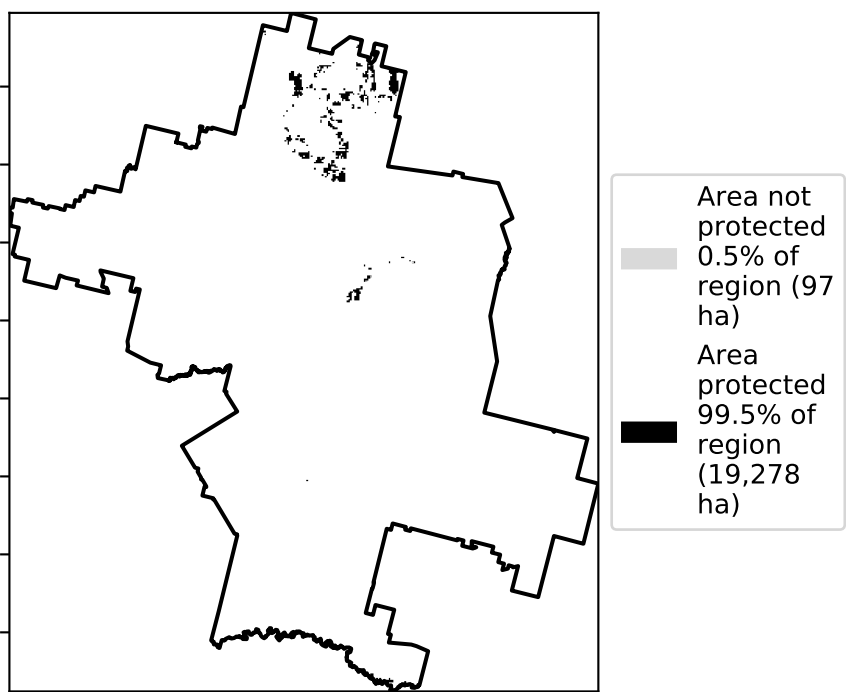 Area not
protected
0.5% of
region (97
ha)
Area
protected
99.5% of
region
(19,278
ha)